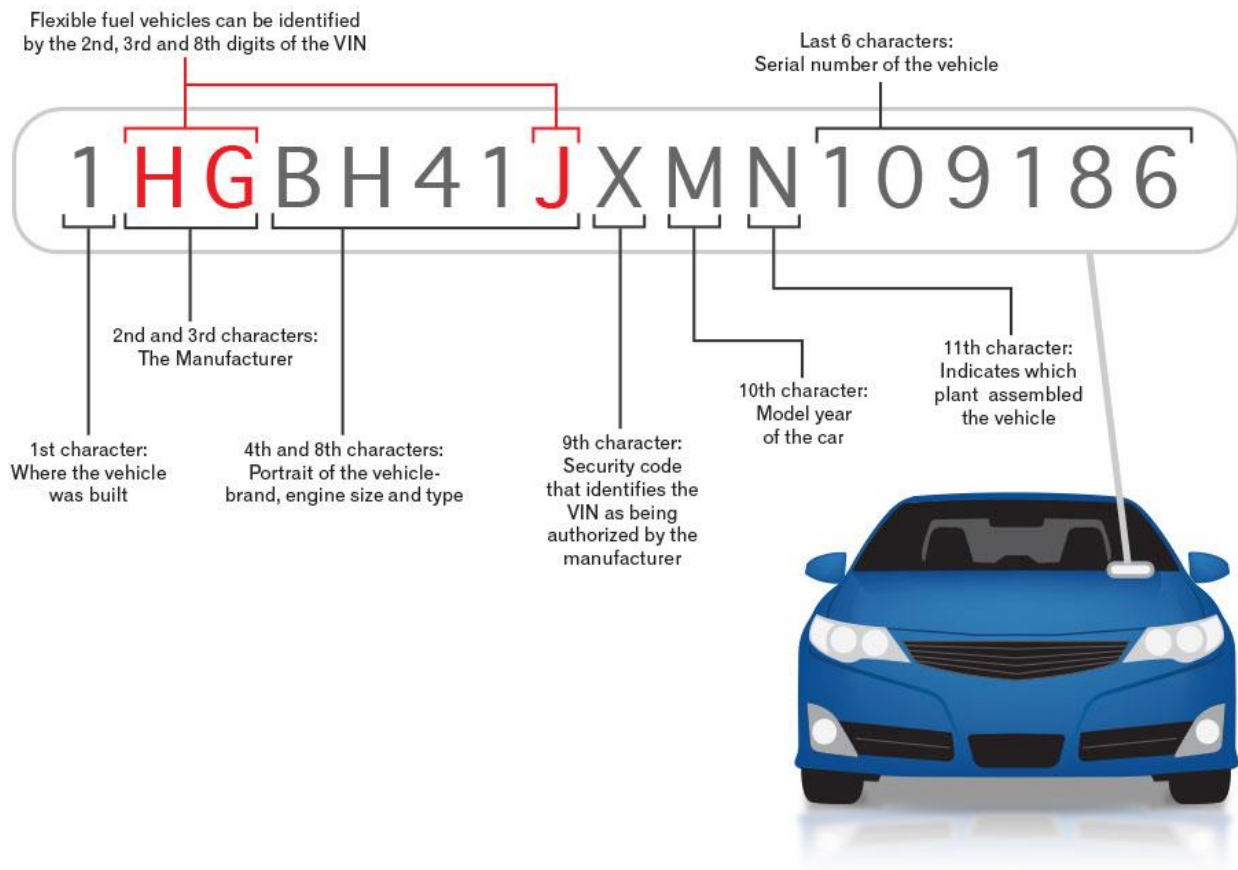 Flexible fuel vehicles can be identified
by the 2nd, 3rd and 8th digits of the VIN
Last 6 characters:
Serial number of the vehicle
1HGBH41JXMN109186
2nd and 3rd characters:
The Manufacturer
11th character:
Indicates which
plant assembled
the vehicle
10th character:
Model year
of the car
1st character:
Where the vehicle
was built
4th and 8th characters:
Portrait of the vehicle-
brand, engine size and type
9th character:
Security code
that identifies the
VIN as being
authorized by the
manufacturer